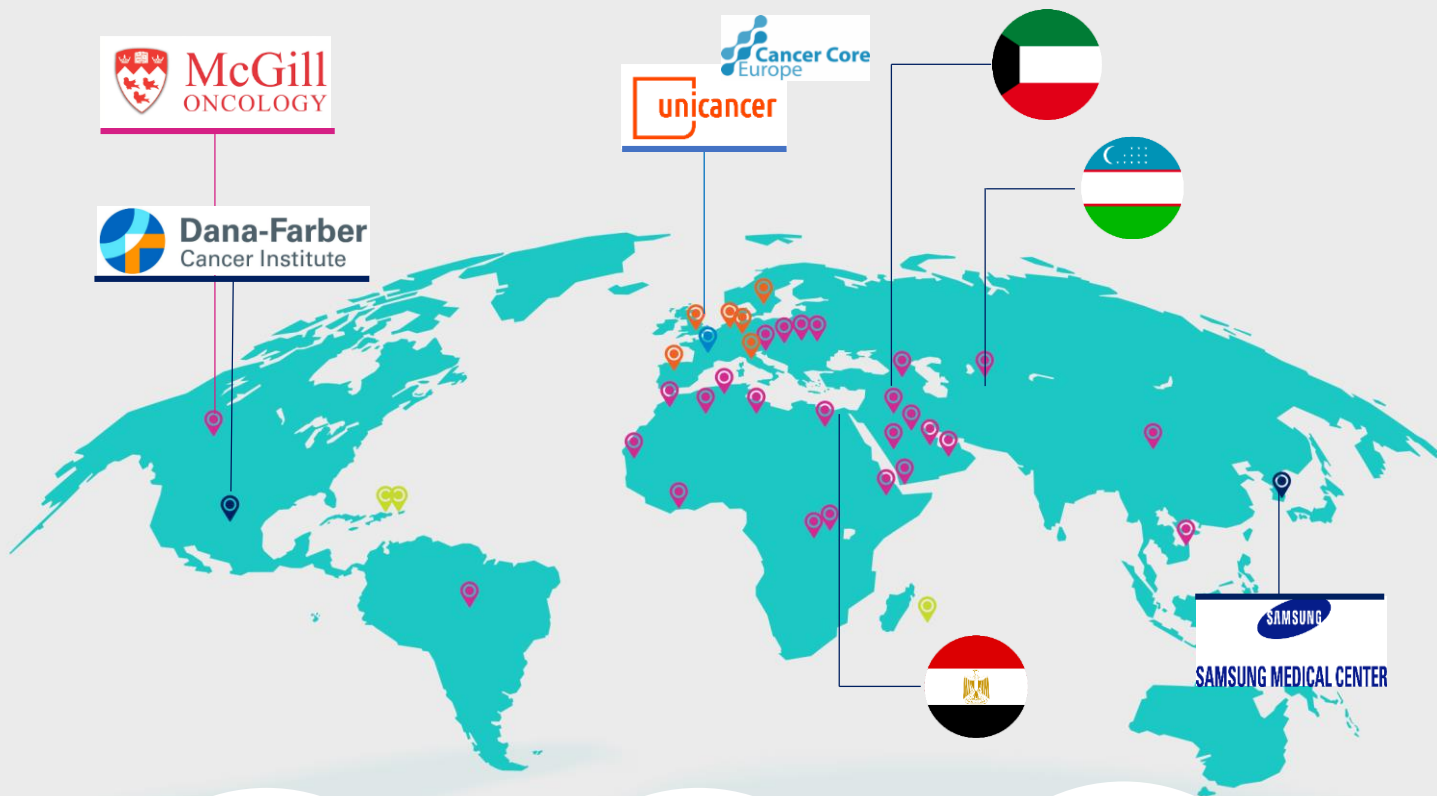 McGill
ONCOLOGY
Cancer Core
Europe
unicancer
Dana-Farber
Cancer Institute
SAMSUNG
SAMSUNG MEDICAL CENTER